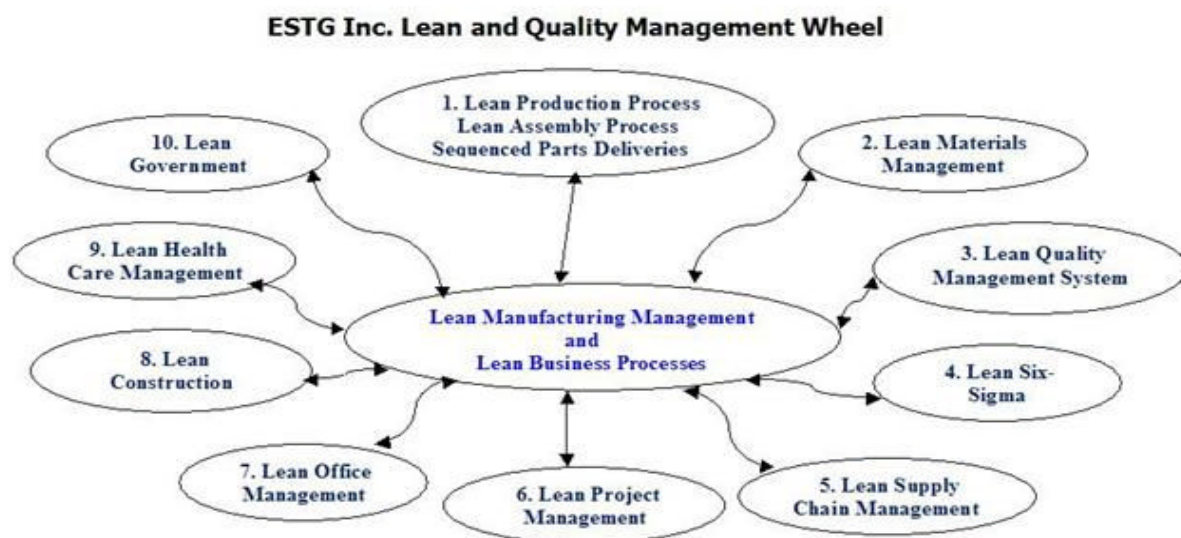 ESTG Inc. Lean and Quality Management Wheel
1. Lean Production Process
Lean Assembly Process
Sequenced Parts Deliveries
2. Lean Materials
Management
3. Lean Quality
Management System
4. Lean Six-
Sigma
5. Lean Supply
Chain Management
6. Lean Project
Management
7. Lean Office
Management
8. Lean
Construction
9. Lean Health
Care Management
10. Lean
Government
Lean Manufacturing Management
and
Lean Business Processes